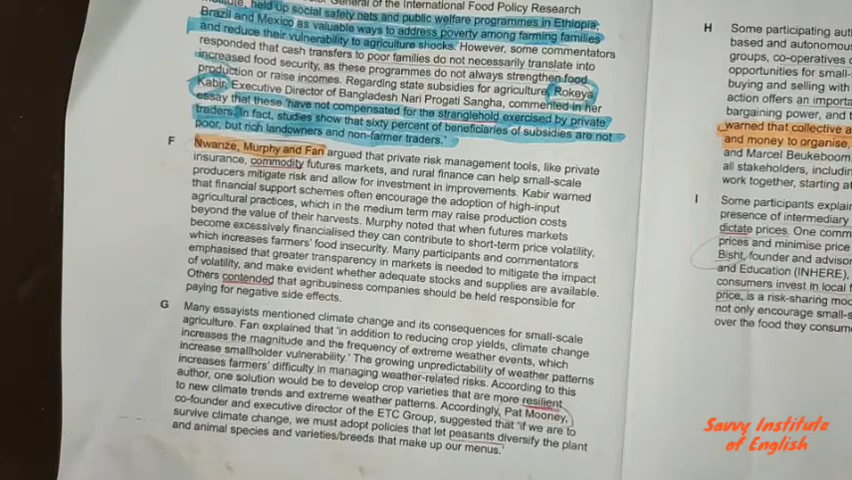 General of the International Food Policy Research
Institute, held up social safety nets and public welfare programmes in Ethiopia,
Brazil and Mexico as valuable ways to address poverty among farming families
and reduce their vulnerability to agriculture shocks. However, some commentators
responded that cash transfers to poor families do not necessarily translate into
increased food security, as these programmes do not always strengthen food
production or raise incomes. Regarding state subsidies for agriculture, Rokeya
Kabir, Executive Director of Bangladesh Nari Progati Sangha, commented in her
essay that these 'have not compensated for the stranglehold exercised by private
traders. In fact, studies show that sixty percent of beneficiaries of subsidies are not
poor, but rich landowners and non-farmer traders.'
F Nwanze, Murphy and Fan argued that private risk management tools, like private
insurance, commodity futures markets, and rural finance can help small-scale
producers mitigate risk and allow for investment in improvements. Kabir warned
that financial support schemes often encourage the adoption of high-input
agricultural practices, which in the medium term may raise production costs
beyond the value of their harvests. Murphy noted that when futures markets
become excessively financialised they can contribute to short-term price volatility,
which increases farmers' food insecurity. Many participants and commentators
emphasised that greater transparency in markets is needed to mitigate the impact
of volatility, and make evident whether adequate stocks and supplies are available.
Others contended that agribusiness companies should be held responsible for
paying for negative side effects.
G Many essayists mentioned climate change and its consequences for small-scale
agriculture. Fan explained that 'in addition to reducing crop yields, climate change
increases the magnitude and the frequency of extreme weather events, which
increase smallholder vulnerability.' The growing unpredictability of weather patterns
increases farmers' difficulty in managing weather-related risks. According to this
author, one solution would be to develop crop varieties that are more resilient
to new climate trends and extreme weather patterns. Accordingly, Pat Mooney,
co-founder and executive director of the ETC Group, suggested that 'if we are to
survive climate change, we must adopt policies that let peasants diversify the plant
and animal species and varieties/breeds that make up our menus.'
H Some participating
based and autonomous
groups, co-operatives
opportunities for small-
buying and selling with
action offers an
bargaining power, and
warned that collective
and money to organise,
and Marcel Beukeboom
all stakeholders,
work together, starting
I Some participants
presence of intermediary
dictate prices. One
prices and minimise price
Bisht, founder and
and Education (INHERE),
consumers invest in local
price, is a risk-sharing
not only encourage
over the food they
Savvy Institute
of English